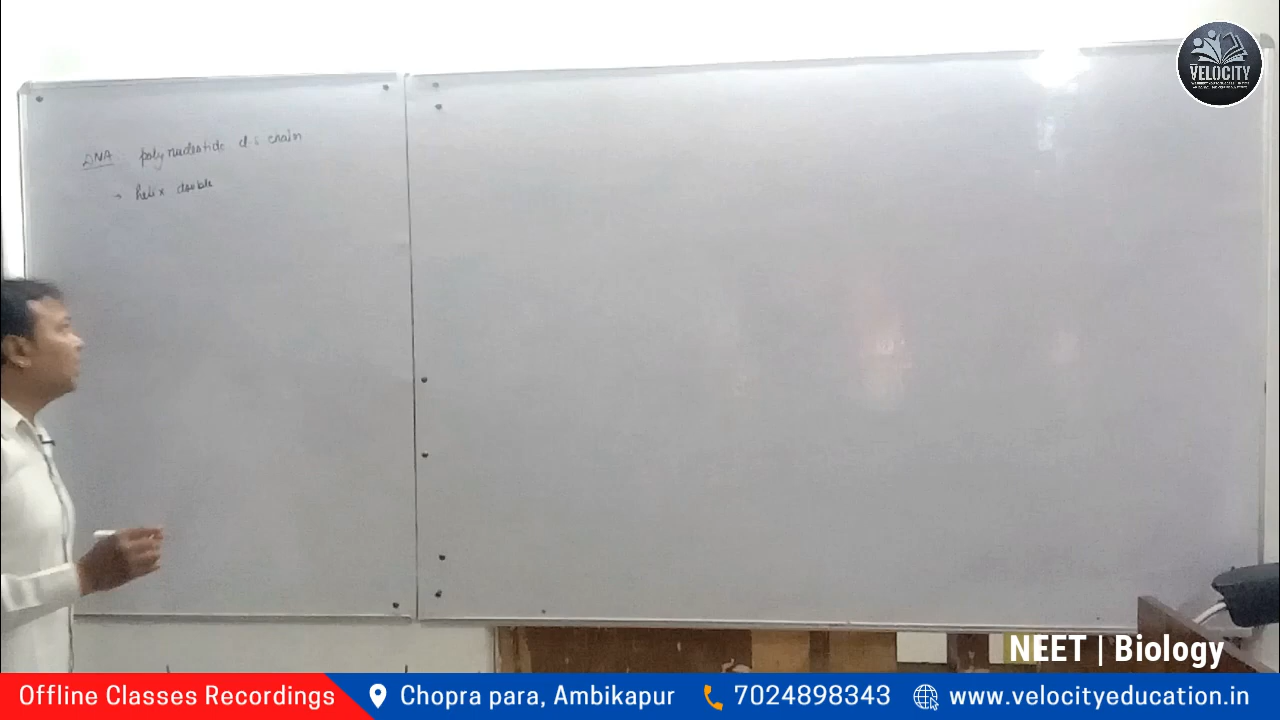 VELOCITY
DNA polynucleotide d.s chain
→ helix double
NEET | Biology
Offline Classes Recordings
Chopra para, Ambikapur
7024898343
www.velocityeducation.in